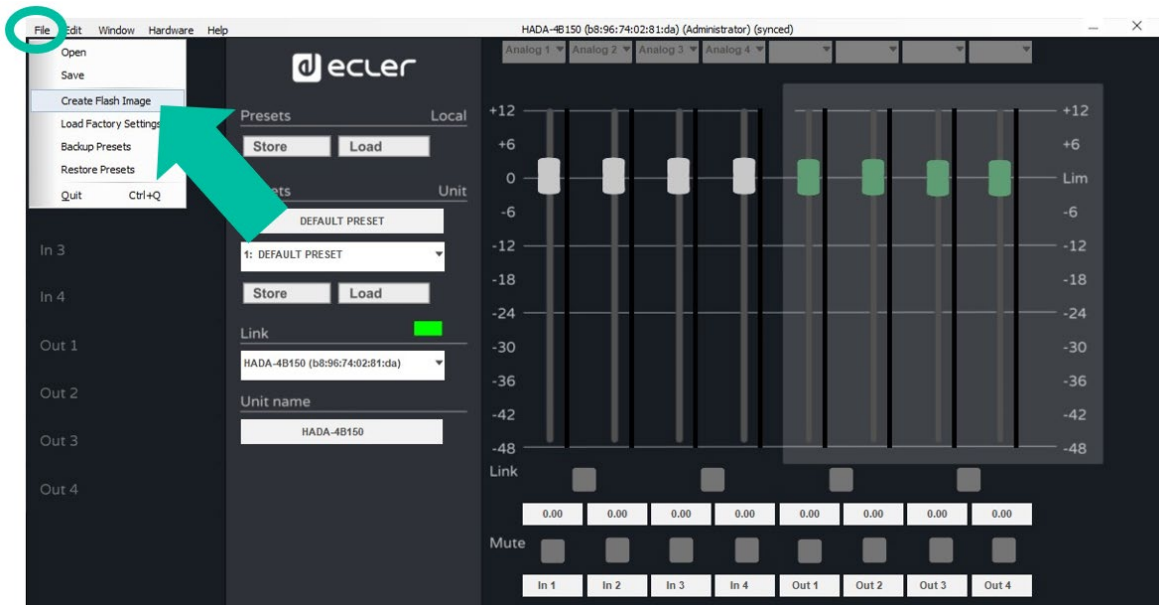 File Edit Window Hardware Help
HADA-4B150 (b8:96:74:02:81:da) (Administrator) (synced)
Open
Save
Create Flash Image
Load Factory Settings
Backup Presets
Restore Presets
Quit Ctrl+Q
In 3
In 4
Out 1
Out 2
Out 3
Out 4
ecler
Presets Local
Store Load
Unit
DEFAULT PRESET
1: DEFAULT PRESET
Store Load
Link
HADA-4B150 (b8:96:74:02:81:da)
Unit name
HADA-4B150
Analog 1 Analog 2 Analog 3 Analog 4
+12 +12
+6 +6
0 Lim
-6 -6
-12 -12
-18 -18
-24 -24
-30 -30
-36 -36
-42 -42
-48 -48
Link
0.00 0.00 0.00 0.00 0.00 0.00 0.00 0.00
Mute
In 1 In 2 In 3 In 4 Out 1 Out 2 Out 3 Out 4